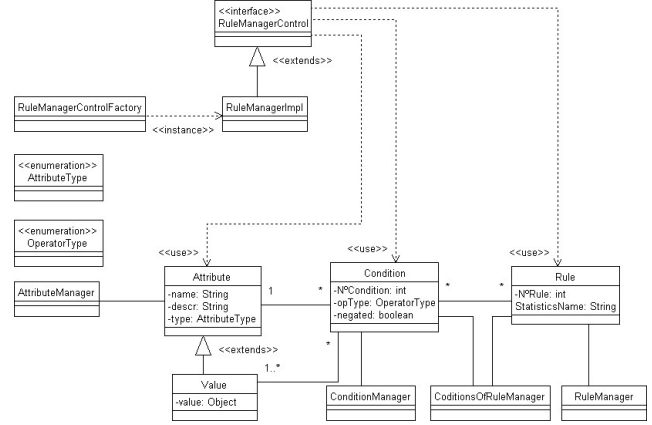 <<interface>>
RuleManagerControl
<<extends>>
RuleManagerControlFactory
RuleManagerImpl
<<instance>>
<<enumeration>>
AttributeType
<<enumeration>>
OperatorType
<<use>>
<<use>>
<<use>>
AttributeManager
Attribute
-name: String
-descr: String
-type: AttributeType
1
*
Condition
-NºCondition: int
-opType: OperatorType
-negated: boolean
*
*
Rule
-NºRule: int
StatisticsName: String
<<extends>>
*
1..*
Value
-value: Object
ConditionManager
CoditionsOfRuleManager
RuleManager